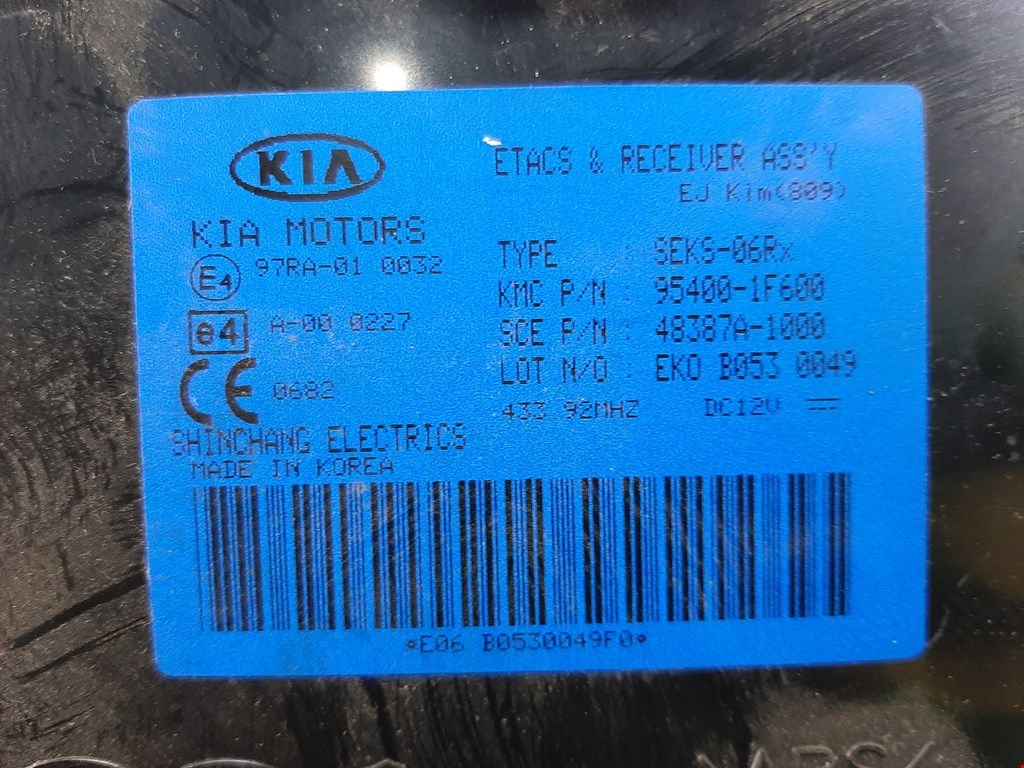 KIA
ETACS & RECEIVER ASS'Y
EJ Kim(809)
KIA MOTORS
E4 97RA-01 0032
e4 A-00 0227
CE 0682
TYPE : SEKS-06Rx
KMC P/N : 95400-1F600
SCE P/N : 48387A-1000
LOT N/O : EKO B053 0049
433 92MHZ DC12V
SHINCHANG ELECTRICS
MADE IN KOREA
*E06 B0530049F0*